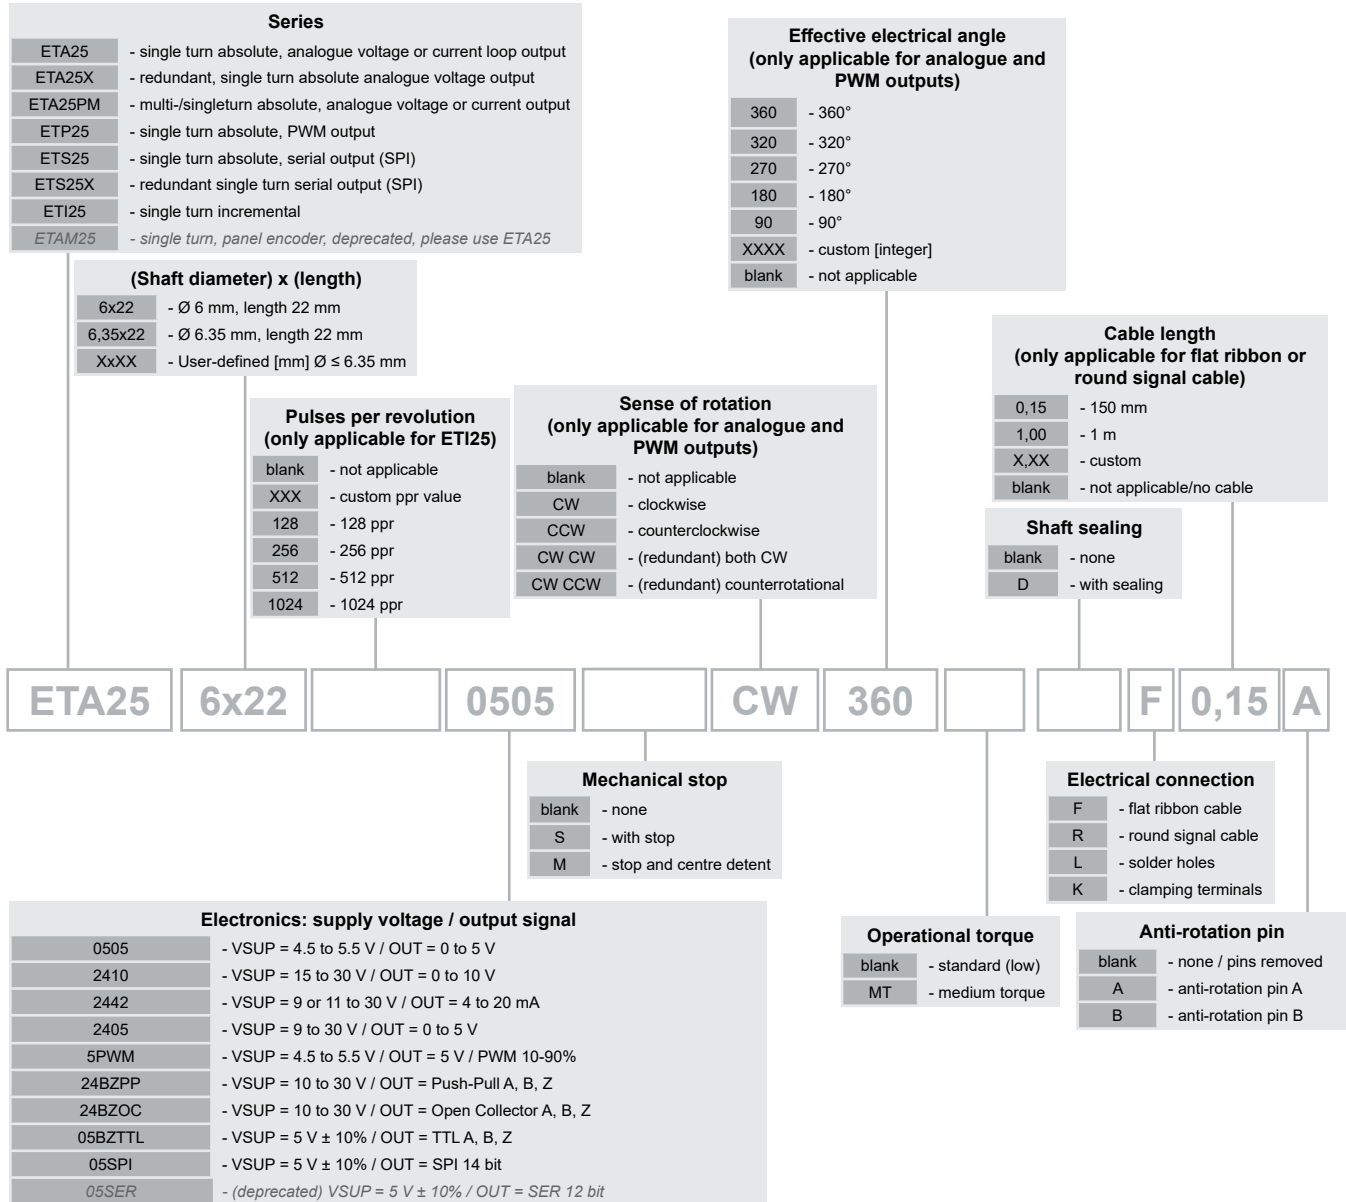 Series
ETA25 - single turn absolute, analogue voltage or current loop output
ETA25X - redundant, single turn absolute analogue voltage output
ETA25PM - multi-/singleturn absolute, analogue voltage or current output
ETP25 - single turn absolute, PWM output
ETS25 - single turn absolute, serial output (SPI)
ETS25X - redundant single turn serial output (SPI)
ETI25 - single turn incremental
ETAM25 - single turn, panel encoder, deprecated, please use ETA25
Effective electrical angle
(only applicable for analogue and
PWM outputs)
360 - 360°
320 - 320°
270 - 270°
180 - 180°
90 - 90°
XXXX - custom [integer]
blank - not applicable
(Shaft diameter) x (length)
6x22 - Ø 6 mm, length 22 mm
6,35x22 - Ø 6.35 mm, length 22 mm
XxXX - User-defined [mm] Ø ≤ 6.35 mm
Cable length
(only applicable for flat ribbon or
round signal cable)
0,15 - 150 mm
1,00 - 1 m
X,XX - custom
blank - not applicable/no cable
Pulses per revolution
(only applicable for ETI25)
blank - not applicable
XXX - custom ppr value
128 - 128 ppr
256 - 256 ppr
512 - 512 ppr
1024 - 1024 ppr
Sense of rotation
(only applicable for analogue and
PWM outputs)
blank - not applicable
CW - clockwise
CCW - counterclockwise
CW CW - (redundant) both CW
CW CCW - (redundant) counterrotational
Shaft sealing
blank - none
D - with sealing
ETA25 6x22 0505 CW 360 F 0,15 A
Mechanical stop
blank - none
S - with stop
M - stop and centre detent
Electrical connection
F - flat ribbon cable
R - round signal cable
L - solder holes
K - clamping terminals
Electronics: supply voltage / output signal
0505 - VSUP = 4.5 to 5.5 V / OUT = 0 to 5 V
2410 - VSUP = 15 to 30 V / OUT = 0 to 10 V
2442 - VSUP = 9 or 11 to 30 V / OUT = 4 to 20 mA
2405 - VSUP = 9 to 30 V / OUT = 0 to 5 V
5PWM - VSUP = 4.5 to 5.5 V / OUT = 5 V / PWM 10-90%
24BZPP - VSUP = 10 to 30 V / OUT = Push-Pull A, B, Z
24BZOC - VSUP = 10 to 30 V / OUT = Open Collector A, B, Z
05BZTTL - VSUP = 5 V ± 10% / OUT = TTL A, B, Z
05SPI - VSUP = 5 V ± 10% / OUT = SPI 14 bit
05SER - (deprecated) VSUP = 5 V ± 10% / OUT = SER 12 bit
Operational torque
blank - standard (low)
MT - medium torque
Anti-rotation pin
blank - none / pins removed
A - anti-rotation pin A
B - anti-rotation pin B